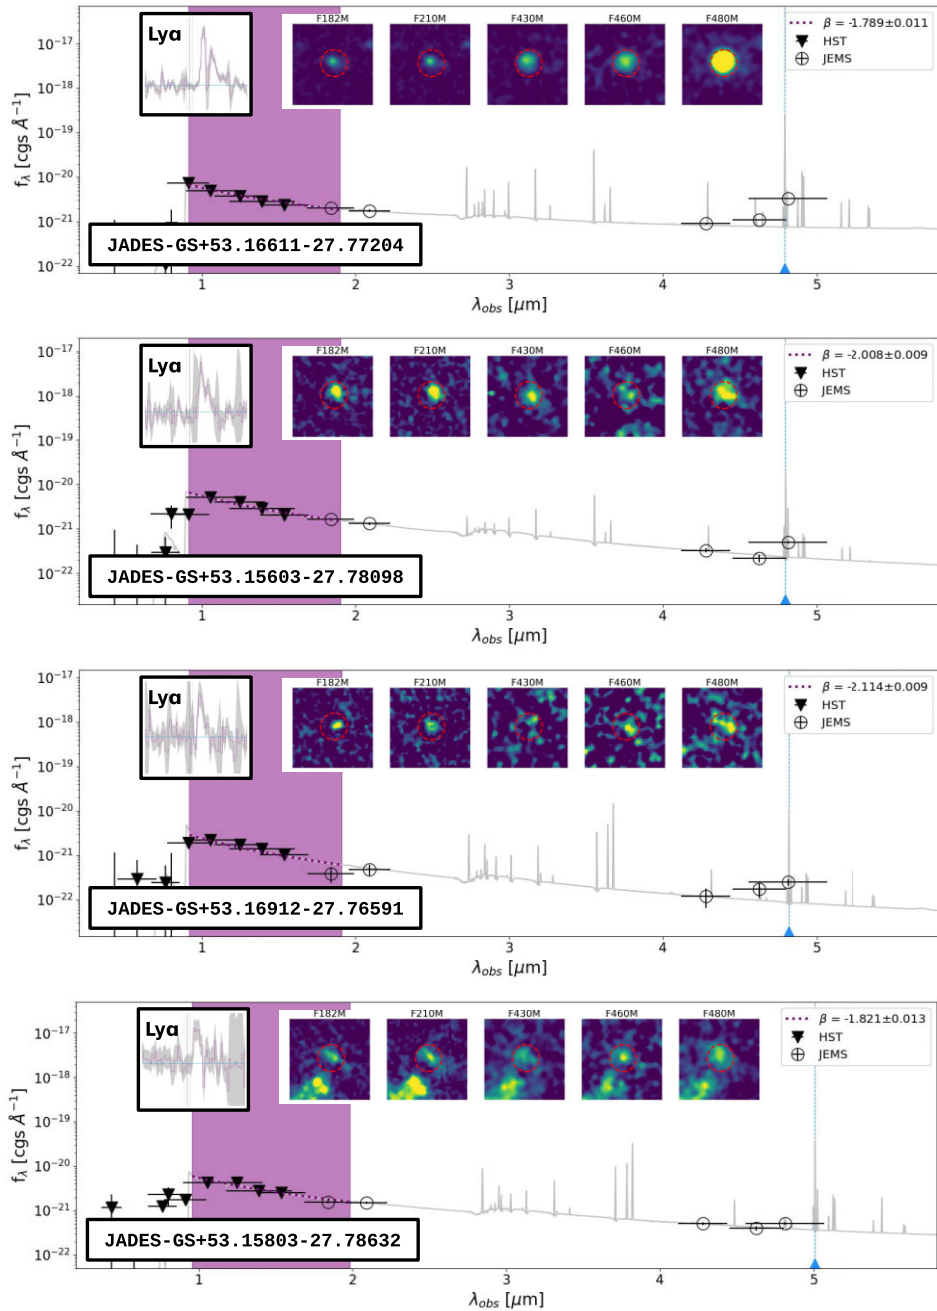 Lyα
F182M F210M F430M F460M F480M
β = -1.789±0.011
HST
JEMS
10⁻¹⁷
10⁻¹⁸
10⁻¹⁹
10⁻²⁰
10⁻²¹
10⁻²²
f_λ [cgs Å⁻¹]
JADES-GS+53.16611-27.77204
1 2 3 4 5
λ_obs [μm]
Lyα
F182M F210M F430M F460M F480M
β = -2.008±0.009
HST
JEMS
10⁻¹⁷
10⁻¹⁸
10⁻¹⁹
10⁻²⁰
10⁻²¹
10⁻²²
f_λ [cgs Å⁻¹]
JADES-GS+53.15603-27.78098
1 2 3 4 5
λ_obs [μm]
Lyα
F182M F210M F430M F460M F480M
β = -2.114±0.009
HST
JEMS
10⁻¹⁷
10⁻¹⁸
10⁻¹⁹
10⁻²⁰
10⁻²¹
10⁻²²
f_λ [cgs Å⁻¹]
JADES-GS+53.16912-27.76591
1 2 3 4 5
λ_obs [μm]
Lyα
F182M F210M F430M F460M F480M
β = -1.821±0.013
HST
JEMS
10⁻¹⁷
10⁻¹⁸
10⁻¹⁹
10⁻²⁰
10⁻²¹
10⁻²²
f_λ [cgs Å⁻¹]
JADES-GS+53.15803-27.78632
1 2 3 4 5
λ_obs [μm]